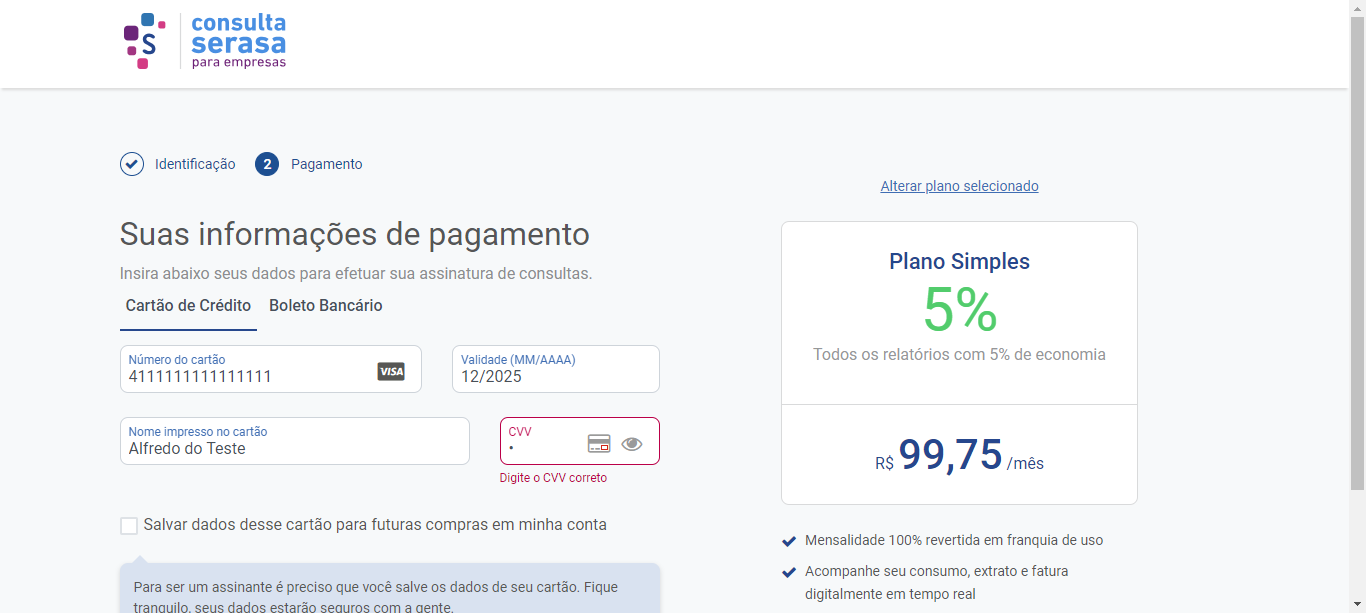 S
consulta
serasa
para empresas
Identificação
2 Pagamento
Suas informações de pagamento
Insira abaixo seus dados para efetuar sua assinatura de consultas.
Cartão de Crédito Boleto Bancário
Número do cartão
4111111111111111
VISA
Validade (MM/AAAA)
12/2025
Nome impresso no cartão
Alfredo do Teste
CVV
•
Digite o CVV correto
Salvar dados desse cartão para futuras compras em minha conta
Para ser um assinante é preciso que você salve os dados de seu cartão. Fique
tranquilo, seus dados estarão seguros com a gente.
Alterar plano selecionado
Plano Simples
5%
Todos os relatórios com 5% de economia
R$ 99,75 /mês
Mensalidade 100% revertida em franquia de uso
Acompanhe seu consumo, extrato e fatura
digitalmente em tempo real